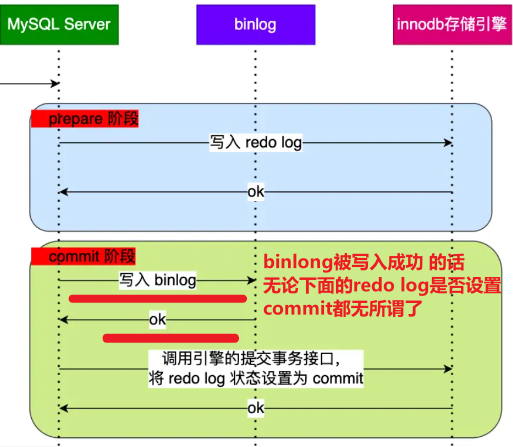 MySQL Server
binlog
innodb存储引擎
prepare 阶段
写入 redo log
ok
commit 阶段
写入 binlog
binlong被写入成功 的话
无论下面的redo log是否设置
commit都无所谓了
ok
调用引擎的提交事务接口，
将 redo log 状态设置为 commit
ok